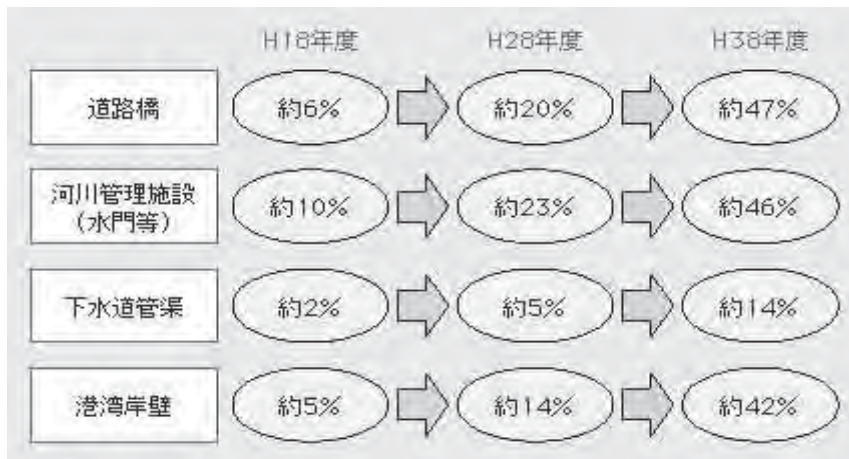 H18年度 H28年度 H38年度
道路橋 約6% 約20% 約47%
河川管理施設
(水門等) 約10% 約23% 約46%
下水道管渠 約2% 約5% 約14%
港湾岸壁 約5% 約14% 約42%